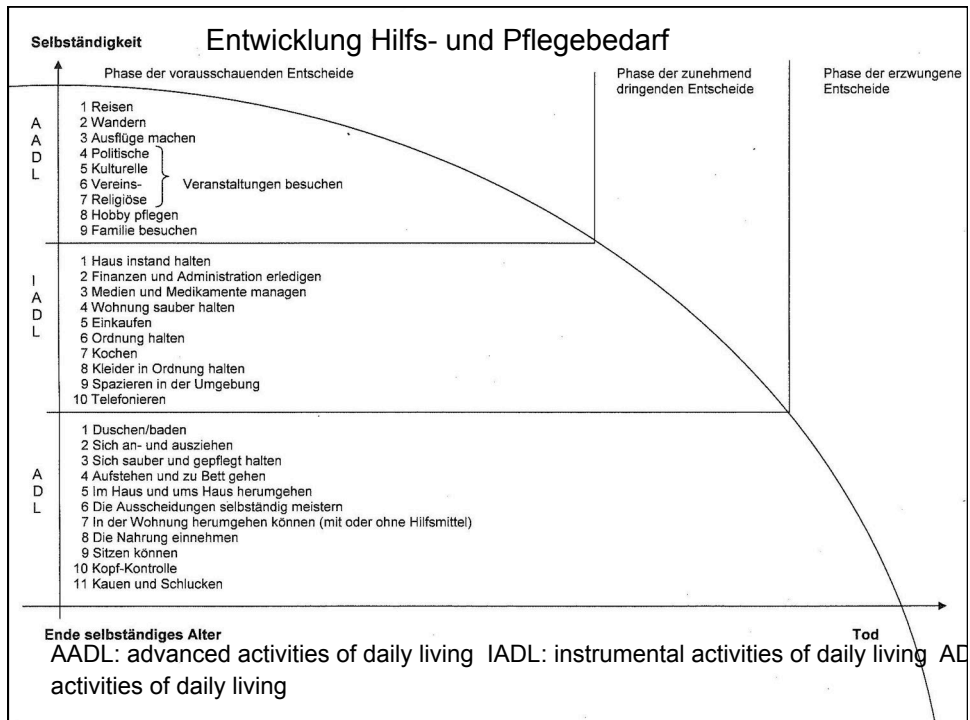 Entwicklung Hilfs- und Pflegebedarf
Selbständigkeit
Phase der vorausschauenden Entscheide
Phase der zunehmend
dringenden Entscheide
Phase der erzwungene
Entscheide
A
A
D
L
1 Reisen
2 Wandern
3 Ausflüge machen
4 Politische
5 Kulturelle
6 Vereins-
7 Religiöse
Veranstaltungen besuchen
8 Hobby pflegen
9 Familie besuchen
I
A
D
L
1 Haus instand halten
2 Finanzen und Administration erledigen
3 Medien und Medikamente managen
4 Wohnung sauber halten
5 Einkaufen
6 Ordnung halten
7 Kochen
8 Kleider in Ordnung halten
9 Spazieren in der Umgebung
10 Telefonieren
A
D
L
1 Duschen/baden
2 Sich an- und ausziehen
3 Sich sauber und gepflegt halten
4 Aufstehen und zu Bett gehen
5 Im Haus und ums Haus herumgehen
6 Die Ausscheidungen selbständig meistern
7 In der Wohnung herumgehen können (mit oder ohne Hilfsmittel)
8 Die Nahrung einnehmen
9 Sitzen können
10 Kopf-Kontrolle
11 Kauen und Schlucken
Ende selbständiges Alter
Tod
AADL: advanced activities of daily living IADL: instrumental activities of daily living AD
activities of daily living